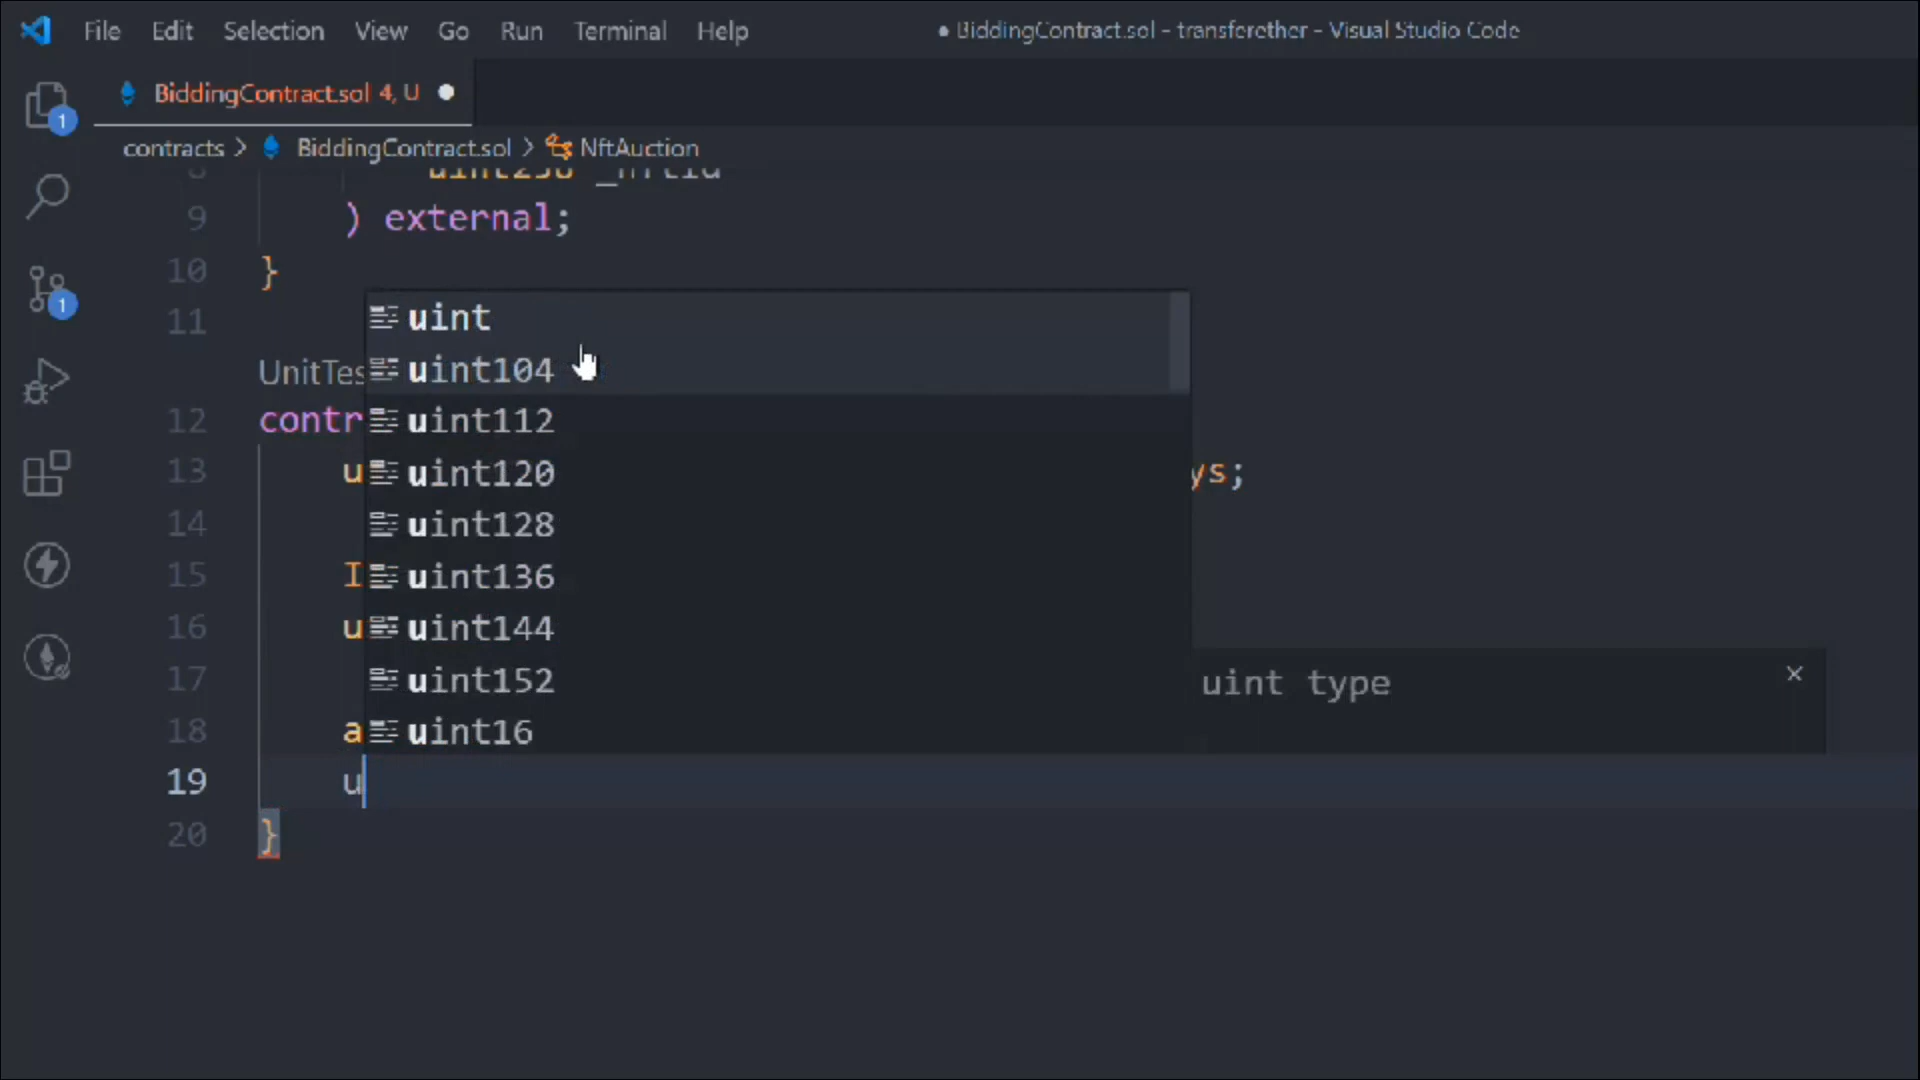 File Edit Selection View Go Run Terminal Help ● BiddingContract.sol - transferether - Visual Studio Code
BiddingContract.sol 4, U ●
contracts > BiddingContract.sol > NftAuction
1
9 ) external;
10 }
1
11
uint
UnitTes
uint104
12 contr
uint112
13 u
uint120
ys;
14
uint128
15 I
uint136
16 u
uint144
17
uint152
uint type ×
18 a
uint16
19 u
20 }